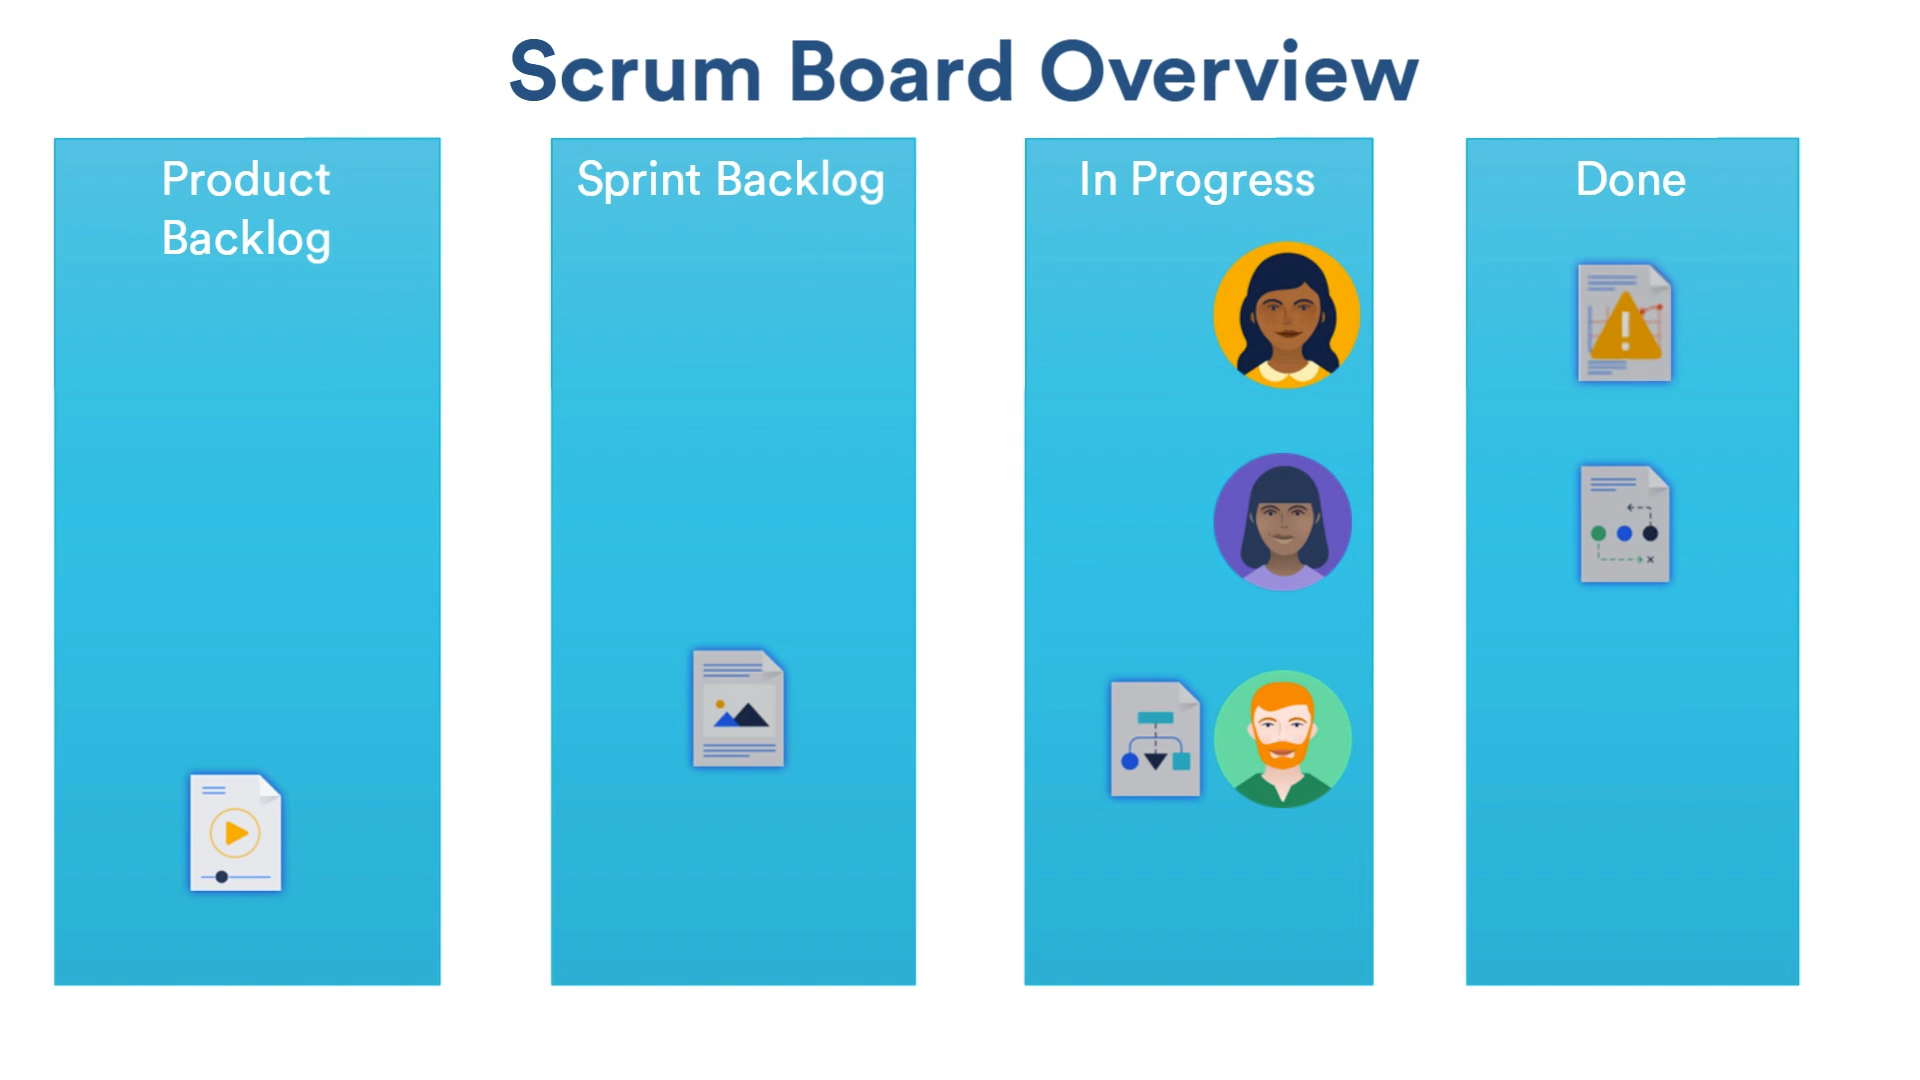 Scrum Board Overview
Product
Backlog
Sprint Backlog
In Progress
Done